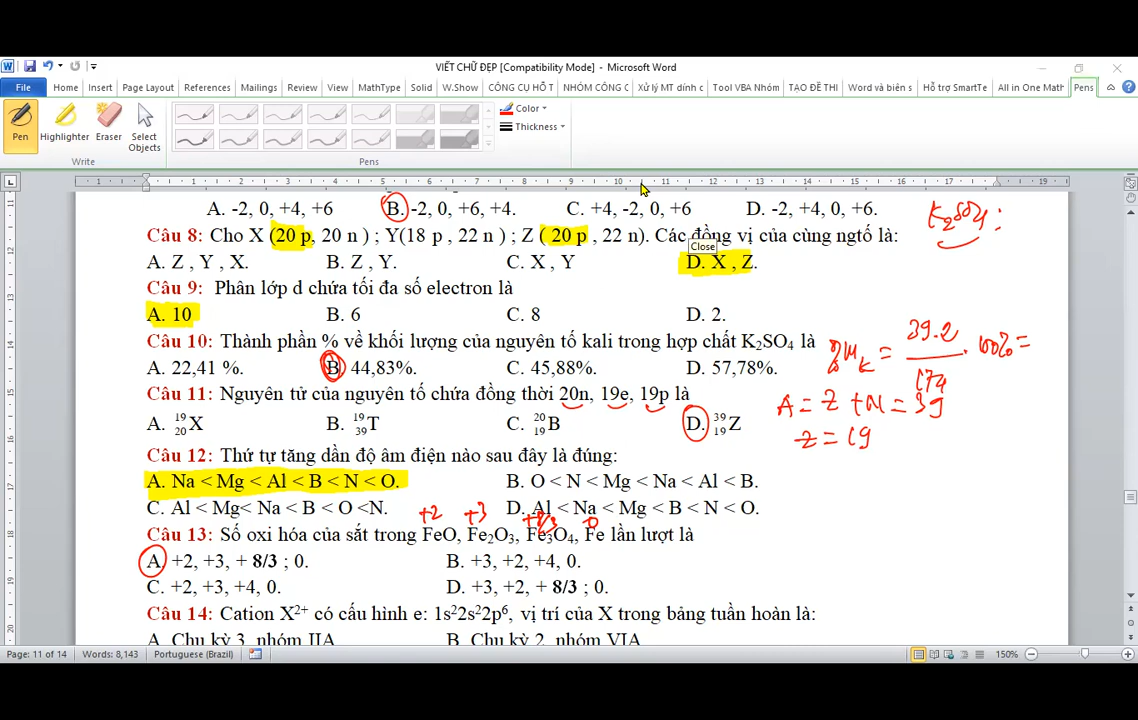 VIẾT CHỮ ĐẸP [Compatibility Mode] - Microsoft Word
File Home Insert Page Layout References Mailings Review View MathType Solid W.Show CÔNG CỤ HỖ T NHÓM CÔNG C Xử lý MT dính c Tool VBA Nhóm TẠO ĐỀ THI Word và biên s Hỗ trợ SmartTe All in One Math Pens
Pen Highlighter Eraser Select Objects
Color
Thickness
Write Pens
A. -2, 0, +4, +6 B. -2, 0, +6, +4. C. +4, -2, 0, +6 D. -2, +4, 0, +6.
K₂SO₄ :
Câu 8: Cho X (20 p, 20 n ) ; Y(18 p , 22 n ) ; Z ( 20 p , 22 n). Các đồng vị của cùng ngtố là:
Close
A. Z , Y , X. B. Z , Y. C. X , Y D. X , Z.
Câu 9: Phân lớp d chứa tối đa số electron là
A. 10 B. 6 C. 8 D. 2.
Câu 10: Thành phần % về khối lượng của nguyên tố kali trong hợp chất K₂SO₄ là
%m_K = 39.2 / 174 . 100% =
A. 22,41 %. B. 44,83%. C. 45,88%. D. 57,78%.
Câu 11: Nguyên tử của nguyên tố chứa đồng thời 20n, 19e, 19p là
A = Z + N = 39
A. ¹⁹₂₀X B. ¹⁹₃₉T C. ²⁰₁₉B D. ³⁹₁₉Z
Z = 19
Câu 12: Thứ tự tăng dần độ âm điện nào sau đây là đúng:
A. Na < Mg < Al < B < N < O. B. O < N < Mg < Na < Al < B.
C. Al < Mg< Na < B < O <N. D. Al < Na < Mg < B < N < O.
+2 +3 +8/3 0
Câu 13: Số oxi hóa của sắt trong FeO, Fe₂O₃, Fe₃O₄, Fe lần lượt là
A. +2, +3, + 8/3 ; 0. B. +3, +2, +4, 0.
C. +2, +3, +4, 0. D. +3, +2, + 8/3 ; 0.
Câu 14: Cation X²⁺ có cấu hình e: 1s²2s²2p⁶, vị trí của X trong bảng tuần hoàn là:
A. Chu kỳ 3, nhóm IIA B. Chu kỳ 2, nhóm VIA
Page: 11 of 14 Words: 8,143 Portuguese (Brazil) 150%